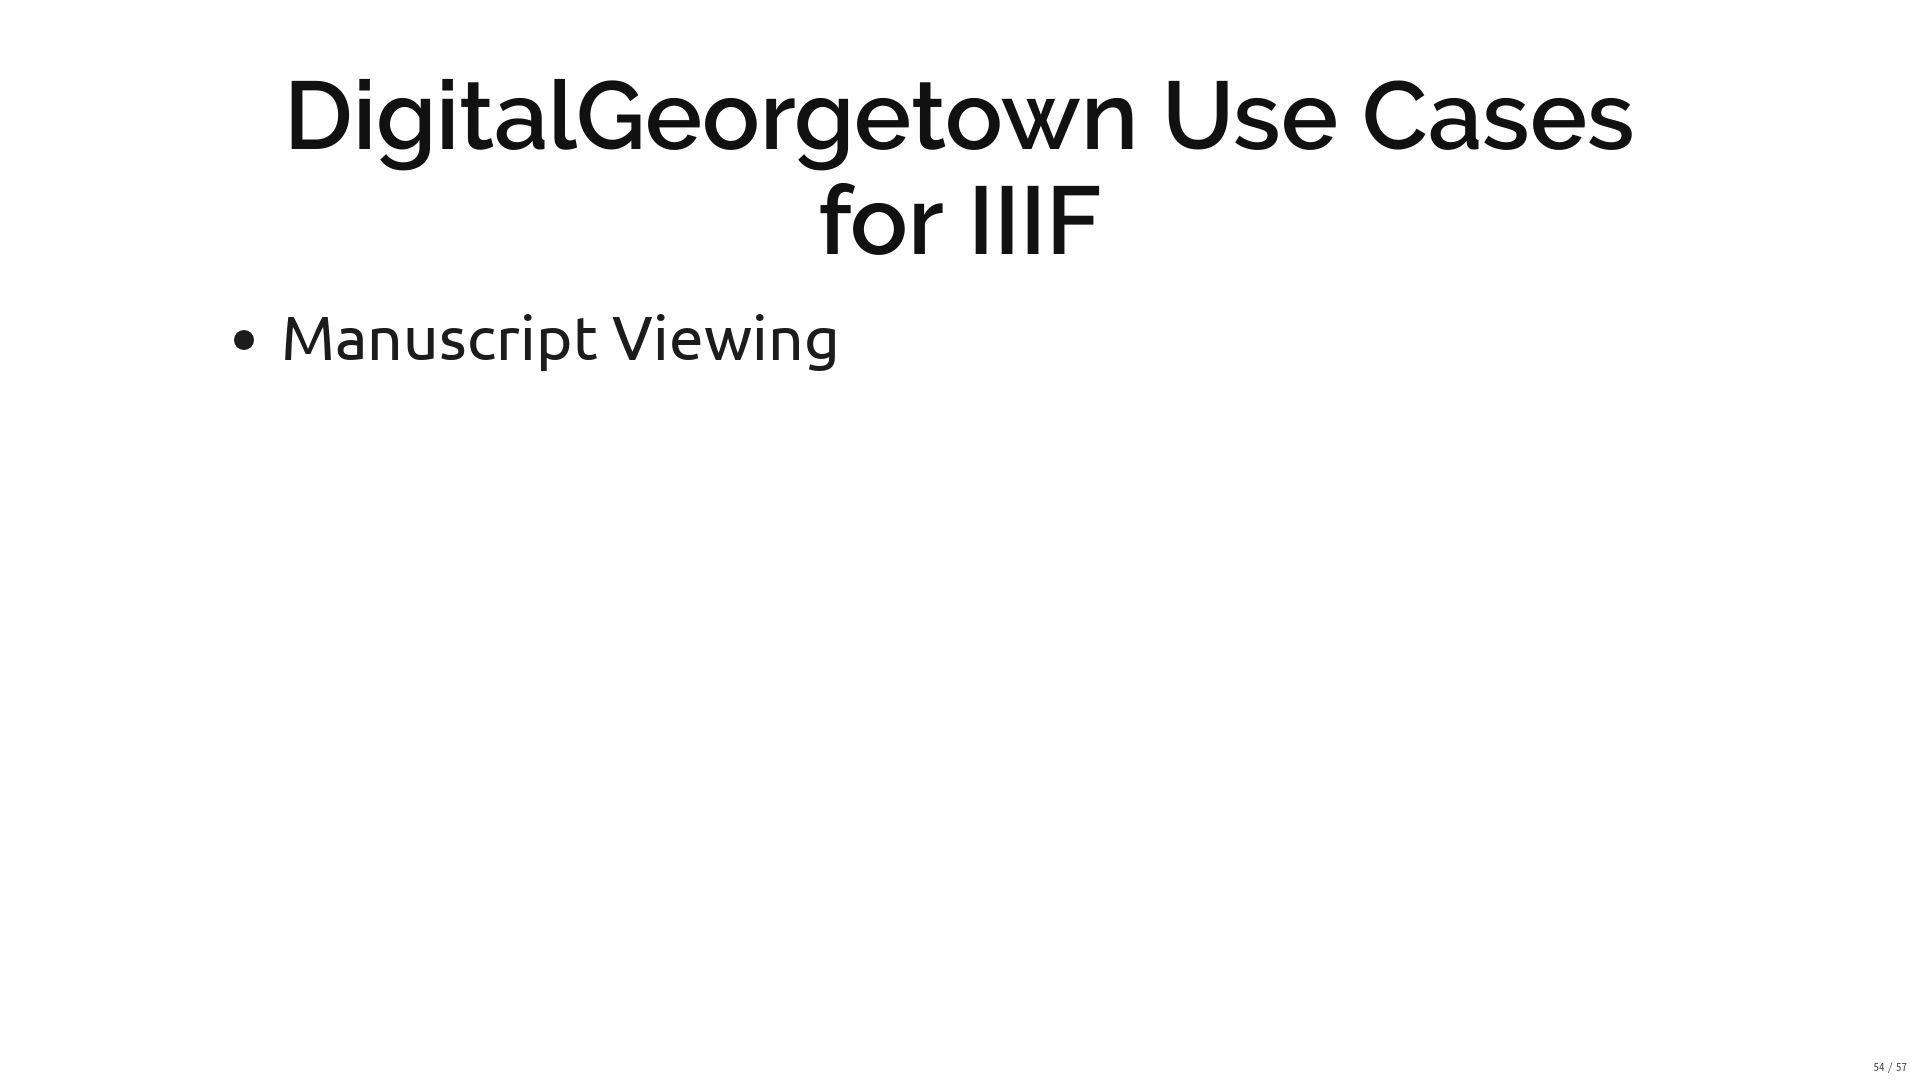 DigitalGeorgetown Use Cases
for IIIF
• Manuscript Viewing
54 / 57